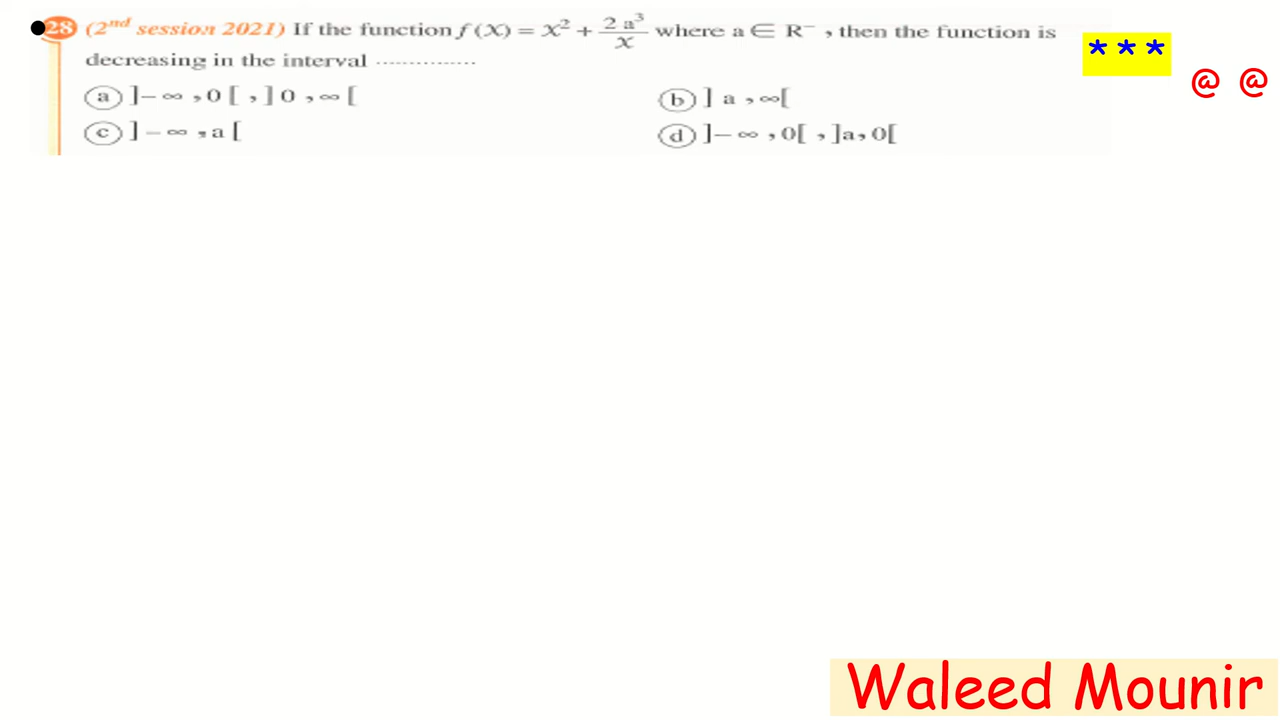 28 (2nd session 2021) If the function f (X) = X² + 2 a³/X where a ∈ R⁻ , then the function is
decreasing in the interval ..............
* * *
@ @
(a) ]– ∞ , 0 [ , ] 0 , ∞ [
(b) ] a , ∞[
(c) ] – ∞ , a [
(d) ]– ∞ , 0[ , ]a, 0[
Waleed Mounir